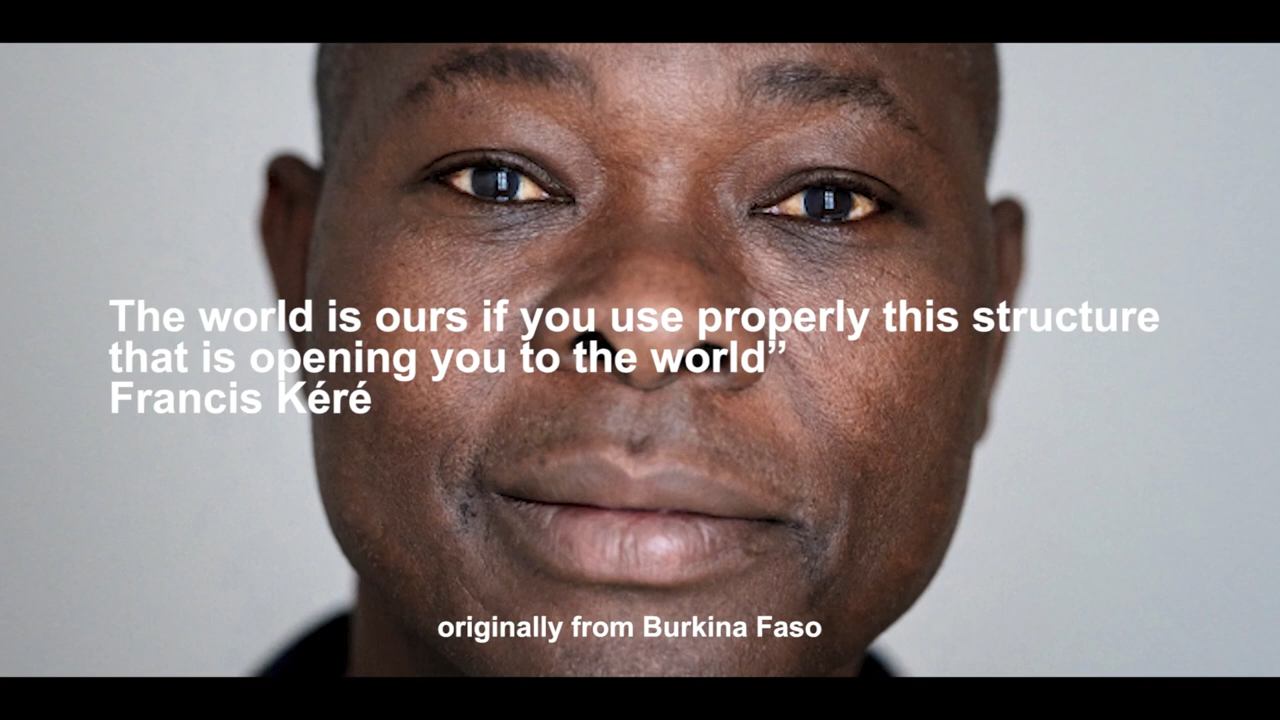 The world is ours if you use properly this structure
that is opening you to the world”
Francis Kéré
originally from Burkina Faso